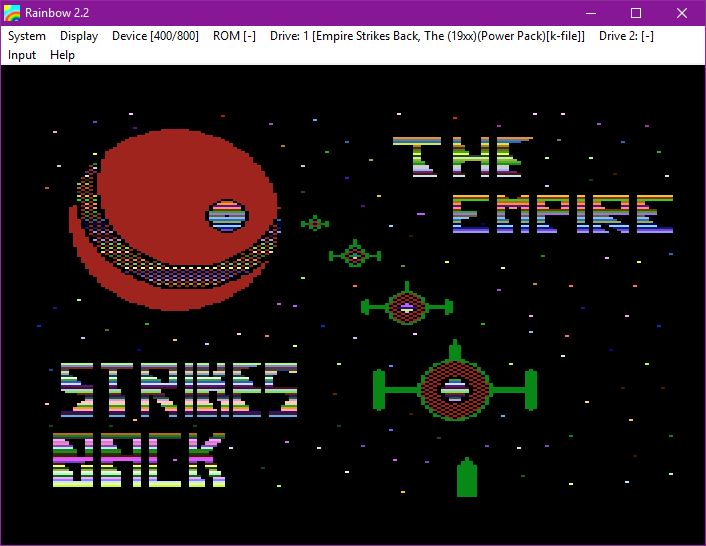 Rainbow 2.2
System Display Device [400/800] ROM [-] Drive: 1 [Empire Strikes Back, The (19xx)(Power Pack)[k-file]] Drive 2: [-]
Input Help
THE
EMPIRE
STRIKES
BACK